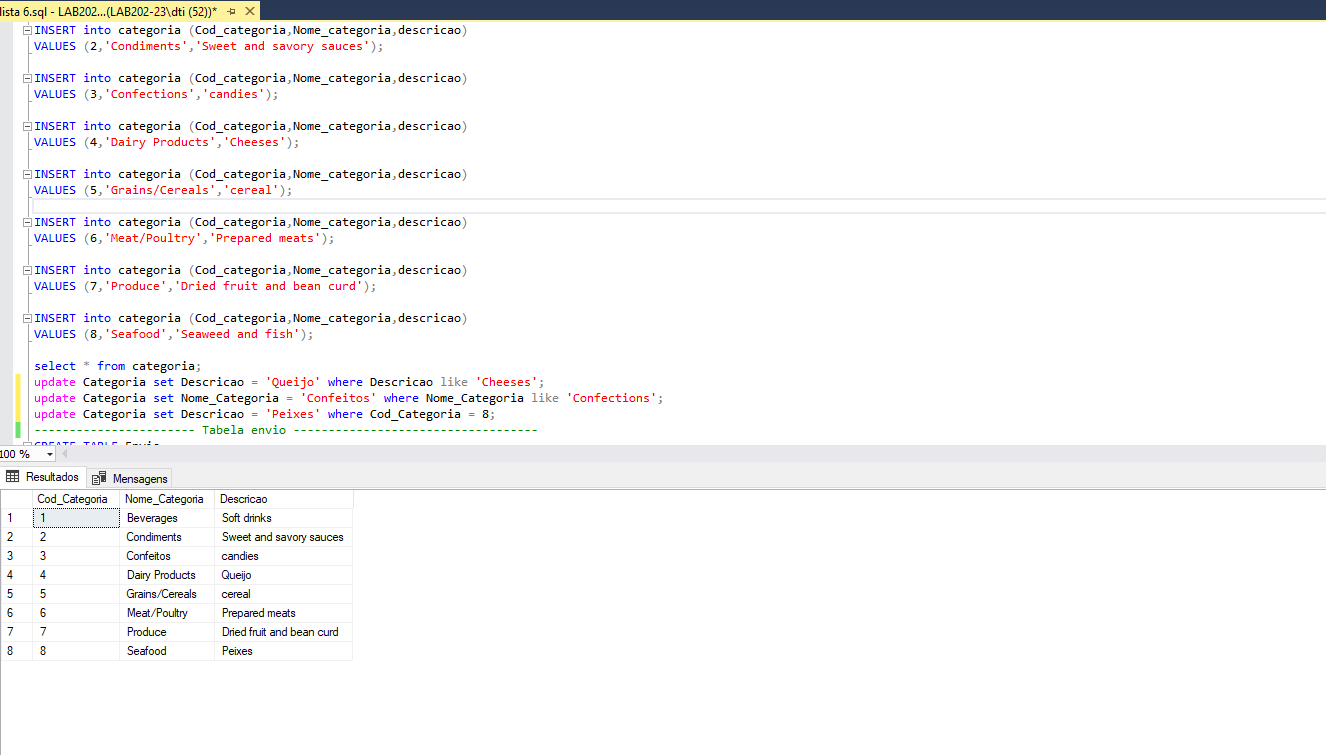 lista 6.sql - LAB202...(LAB202-23\dti (52))*
INSERT into categoria (Cod_categoria,Nome_categoria,descricao)
VALUES (2,'Condiments','Sweet and savory sauces');
INSERT into categoria (Cod_categoria,Nome_categoria,descricao)
VALUES (3,'Confections','candies');
INSERT into categoria (Cod_categoria,Nome_categoria,descricao)
VALUES (4,'Dairy Products','Cheeses');
INSERT into categoria (Cod_categoria,Nome_categoria,descricao)
VALUES (5,'Grains/Cereals','cereal');
INSERT into categoria (Cod_categoria,Nome_categoria,descricao)
VALUES (6,'Meat/Poultry','Prepared meats');
INSERT into categoria (Cod_categoria,Nome_categoria,descricao)
VALUES (7,'Produce','Dried fruit and bean curd');
INSERT into categoria (Cod_categoria,Nome_categoria,descricao)
VALUES (8,'Seafood','Seaweed and fish');
select * from categoria;
update Categoria set Descricao = 'Queijo' where Descricao like 'Cheeses';
update Categoria set Nome_Categoria = 'Confeitos' where Nome_Categoria like 'Confections';
update Categoria set Descricao = 'Peixes' where Cod_Categoria = 8;
----------------------- Tabela envio -----------------------------------
CREATE TABLE Envio
100 %
Resultados Mensagens
Cod_Categoria Nome_Categoria Descricao
1 1 Beverages Soft drinks
2 2 Condiments Sweet and savory sauces
3 3 Confeitos candies
4 4 Dairy Products Queijo
5 5 Grains/Cereals cereal
6 6 Meat/Poultry Prepared meats
7 7 Produce Dried fruit and bean curd
8 8 Seafood Peixes